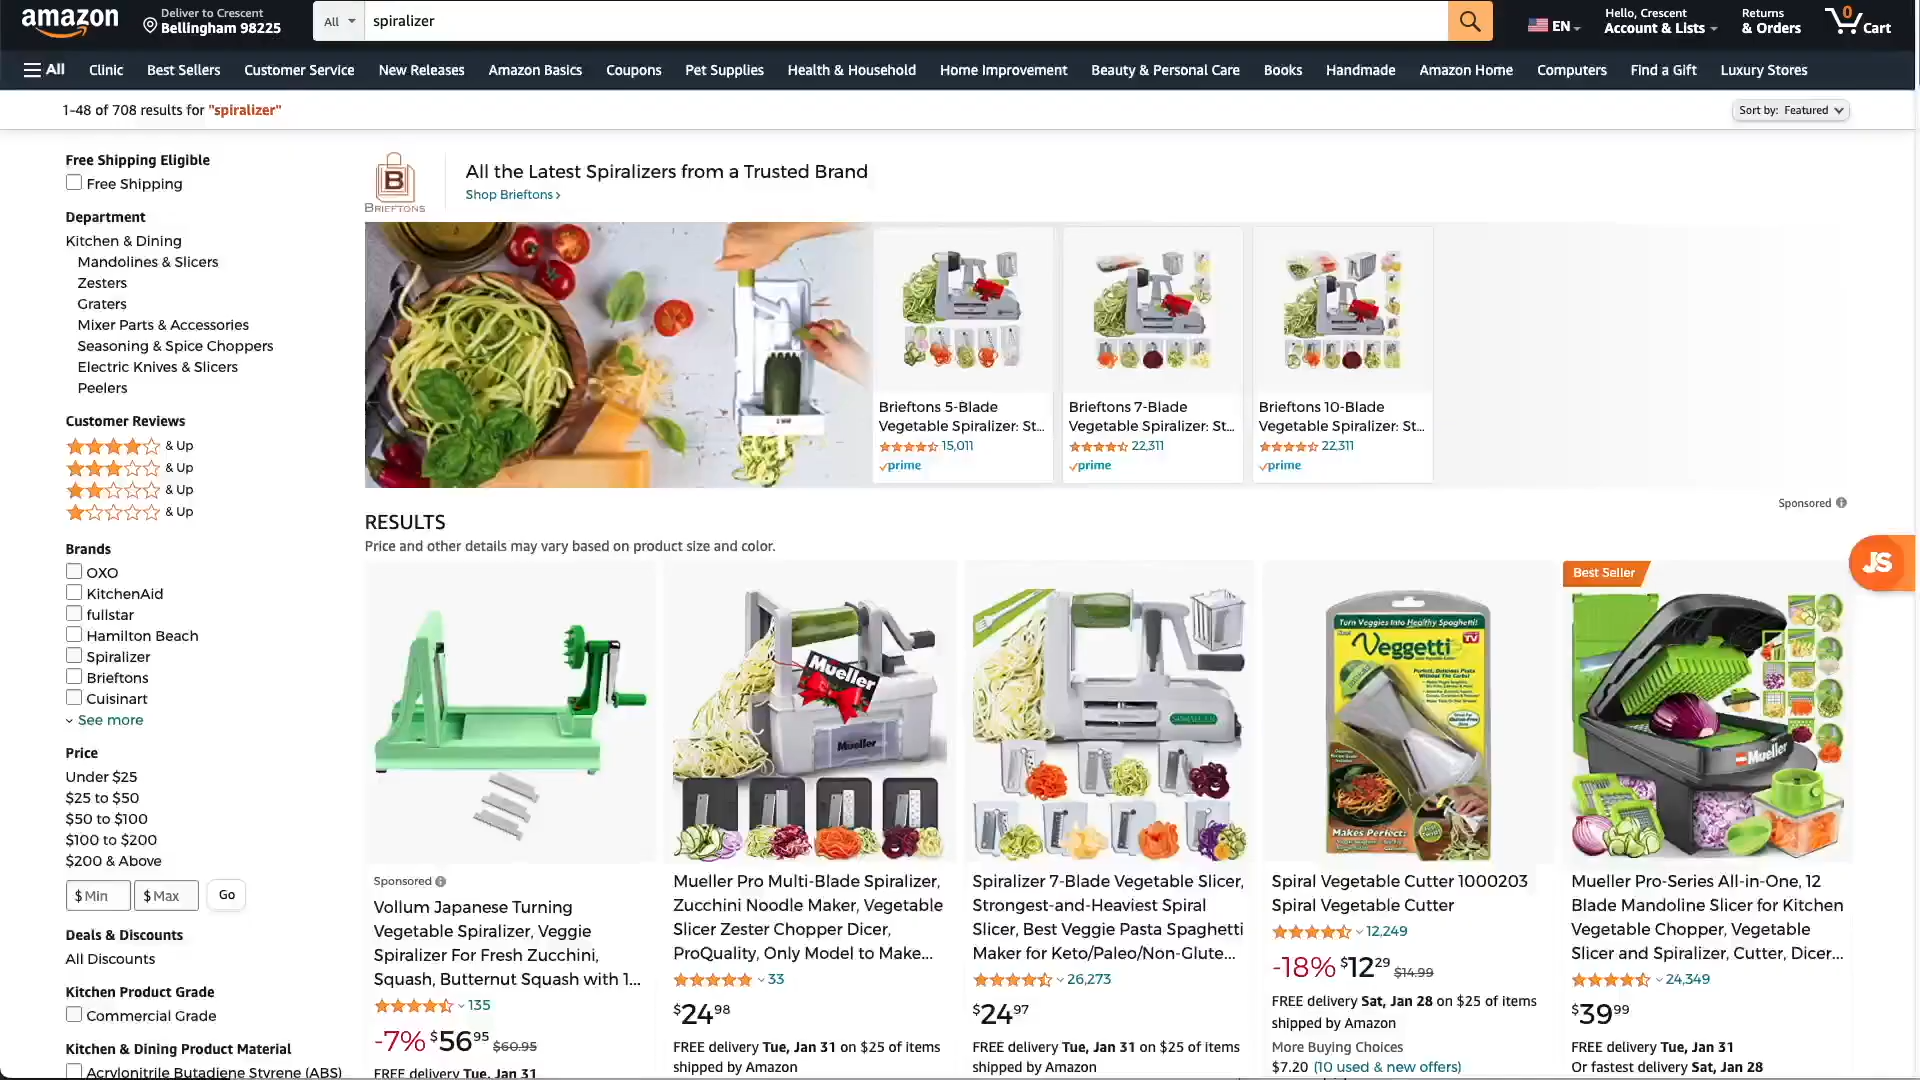 amazon
Deliver to Crescent
Bellingham 98225
All
spiralizer
EN
Hello, Crescent
Account & Lists
Returns
& Orders
0
Cart
All
Clinic
Best Sellers
Customer Service
New Releases
Amazon Basics
Coupons
Pet Supplies
Health & Household
Home Improvement
Beauty & Personal Care
Books
Handmade
Amazon Home
Computers
Find a Gift
Luxury Stores
1-48 of 708 results for "spiralizer"
Sort by: Featured
Free Shipping Eligible
Free Shipping
Department
Kitchen & Dining
Mandolines & Slicers
Zesters
Graters
Mixer Parts & Accessories
Seasoning & Spice Choppers
Electric Knives & Slicers
Peelers
Customer Reviews
& Up
& Up
& Up
& Up
Brands
OXO
KitchenAid
fullstar
Hamilton Beach
Spiralizer
Brieftons
Cuisinart
See more
Price
Under $25
$25 to $50
$50 to $100
$100 to $200
$200 & Above
$ Min
$ Max
Go
Deals & Discounts
All Discounts
Kitchen Product Grade
Commercial Grade
Kitchen & Dining Product Material
Acrylonitrile Butadiene Styrene (ABS)
B
BRIEFTONS
All the Latest Spiralizers from a Trusted Brand
Shop Brieftons ›
Brieftons 5-Blade
Vegetable Spiralizer: St...
15,011
prime
Brieftons 7-Blade
Vegetable Spiralizer: St...
22,311
prime
Brieftons 10-Blade
Vegetable Spiralizer: St...
22,311
prime
Sponsored
RESULTS
Price and other details may vary based on product size and color.
JS
Sponsored
Vollum Japanese Turning
Vegetable Spiralizer, Veggie
Spiralizer For Fresh Zucchini,
Squash, Butternut Squash with 1...
135
-7% $56 95 $60.95
FREE delivery Tue, Jan 31
Mueller
Mueller
Mueller Pro Multi-Blade Spiralizer,
Zucchini Noodle Maker, Vegetable
Slicer Zester Chopper Dicer,
ProQuality, Only Model to Make...
33
$24 98
FREE delivery Tue, Jan 31 on $25 of items
shipped by Amazon
Spiralizer 7-Blade Vegetable Slicer,
Strongest-and-Heaviest Spiral
Slicer, Best Veggie Pasta Spaghetti
Maker for Keto/Paleo/Non-Glute...
26,273
$24 97
FREE delivery Tue, Jan 31 on $25 of items
shipped by Amazon
Turn Veggies Into Healthy Spaghetti!
Veggetti
TV
Makes Perfect:
Spiral Vegetable Cutter 1000203
Spiral Vegetable Cutter
12,249
-18% $12 29 $14.99
FREE delivery Sat, Jan 28 on $25 of items
shipped by Amazon
More Buying Choices
$7.20 (10 used & new offers)
Best Seller
Mueller
Mueller Pro-Series All-in-One, 12
Blade Mandoline Slicer for Kitchen
Vegetable Chopper, Vegetable
Slicer and Spiralizer, Cutter, Dicer...
24,349
$39 99
FREE delivery Tue, Jan 31
Or fastest delivery Sat, Jan 28